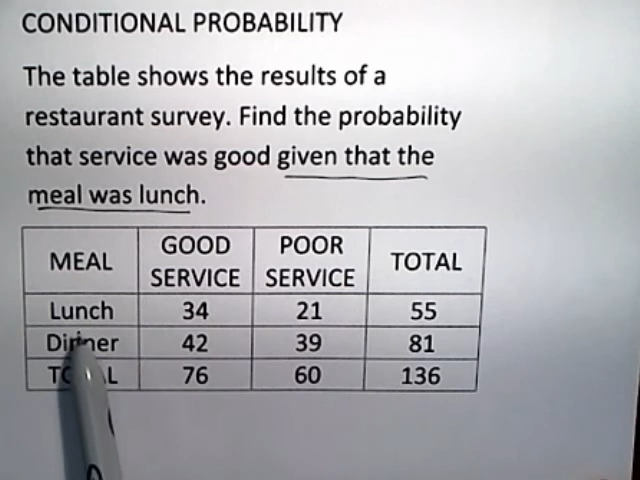 CONDITIONAL PROBABILITY
The table shows the results of a
restaurant survey. Find the probability
that service was good given that the
meal was lunch.
MEAL GOOD SERVICE POOR SERVICE TOTAL
Lunch 34 21 55
Dinner 42 39 81
TOTAL 76 60 136